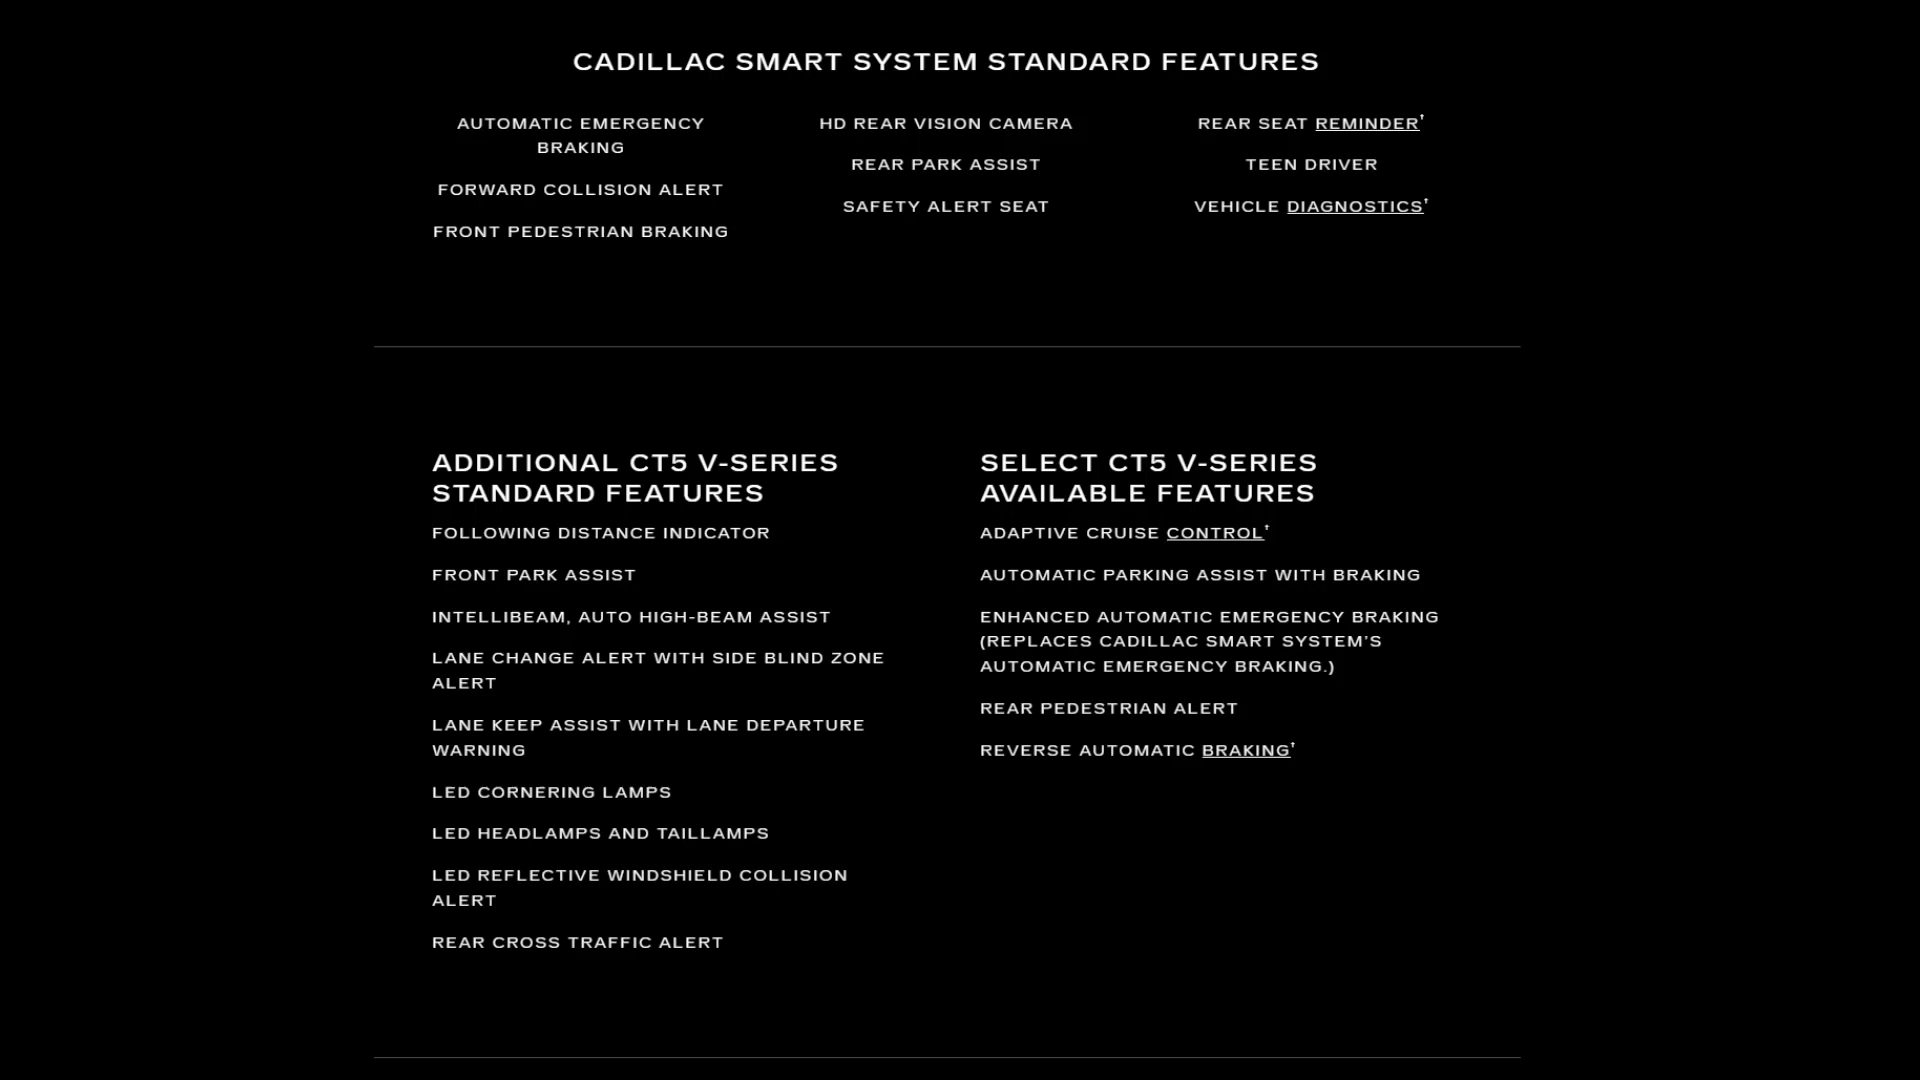 CADILLAC SMART SYSTEM STANDARD FEATURES
AUTOMATIC EMERGENCY
BRAKING
FORWARD COLLISION ALERT
FRONT PEDESTRIAN BRAKING
HD REAR VISION CAMERA
REAR PARK ASSIST
SAFETY ALERT SEAT
REAR SEAT REMINDER†
TEEN DRIVER
VEHICLE DIAGNOSTICS†
ADDITIONAL CT5 V-SERIES
STANDARD FEATURES
FOLLOWING DISTANCE INDICATOR
FRONT PARK ASSIST
INTELLIBEAM, AUTO HIGH-BEAM ASSIST
LANE CHANGE ALERT WITH SIDE BLIND ZONE
ALERT
LANE KEEP ASSIST WITH LANE DEPARTURE
WARNING
LED CORNERING LAMPS
LED HEADLAMPS AND TAILLAMPS
LED REFLECTIVE WINDSHIELD COLLISION
ALERT
REAR CROSS TRAFFIC ALERT
SELECT CT5 V-SERIES
AVAILABLE FEATURES
ADAPTIVE CRUISE CONTROL†
AUTOMATIC PARKING ASSIST WITH BRAKING
ENHANCED AUTOMATIC EMERGENCY BRAKING
(REPLACES CADILLAC SMART SYSTEM’S
AUTOMATIC EMERGENCY BRAKING.)
REAR PEDESTRIAN ALERT
REVERSE AUTOMATIC BRAKING†